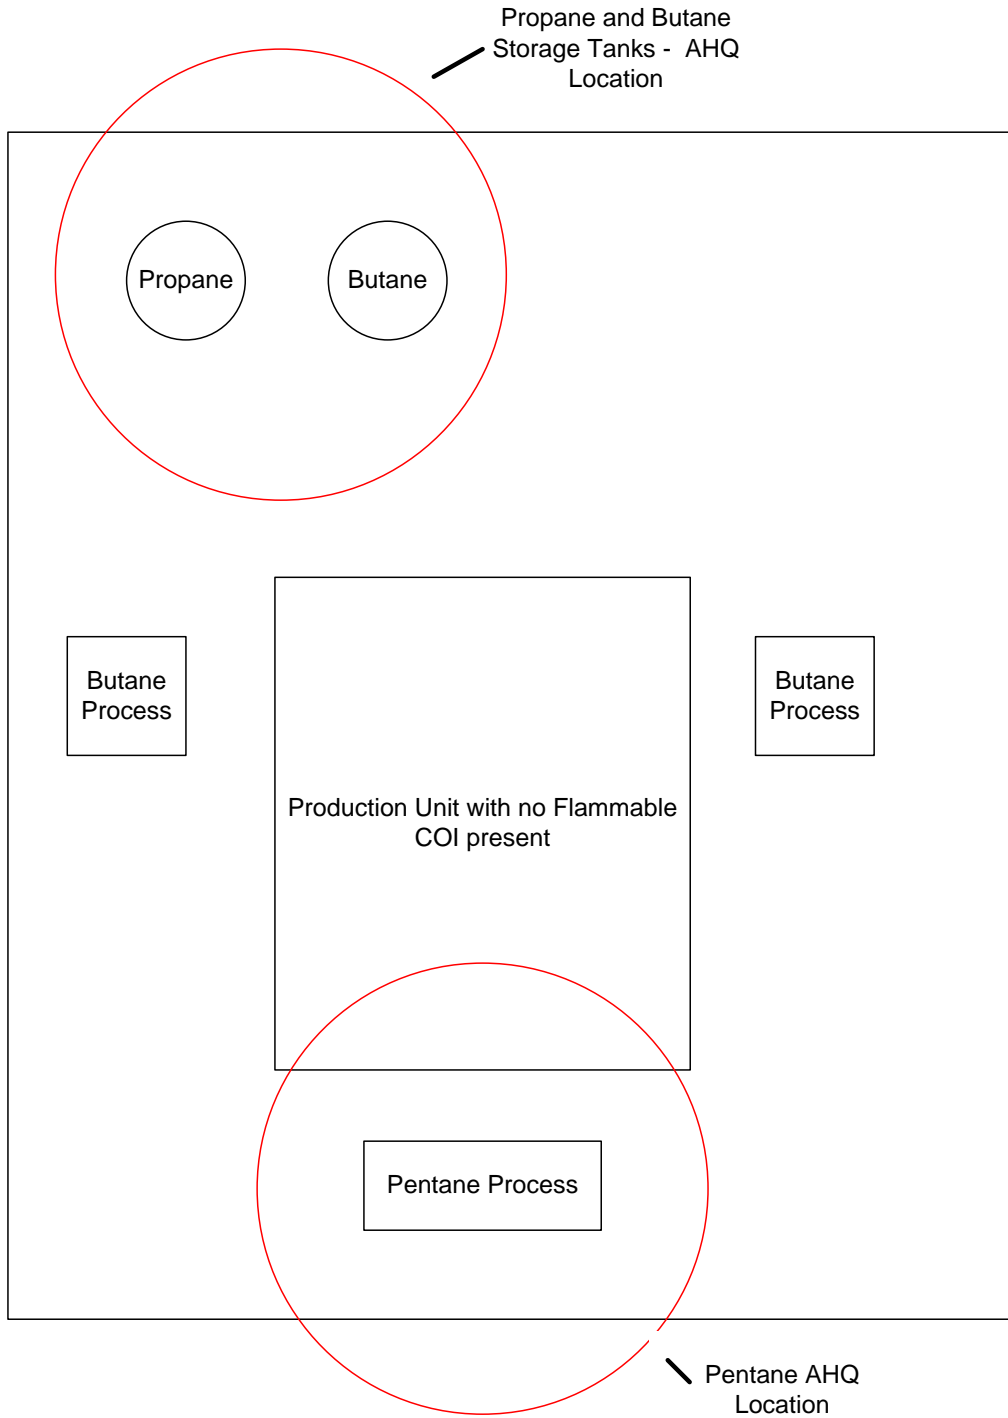 Propane and Butane
Storage Tanks - AHQ
Location
Propane
Butane
Butane
Process
Butane
Process
Production Unit with no Flammable
COI present
Pentane Process
Pentane AHQ
Location